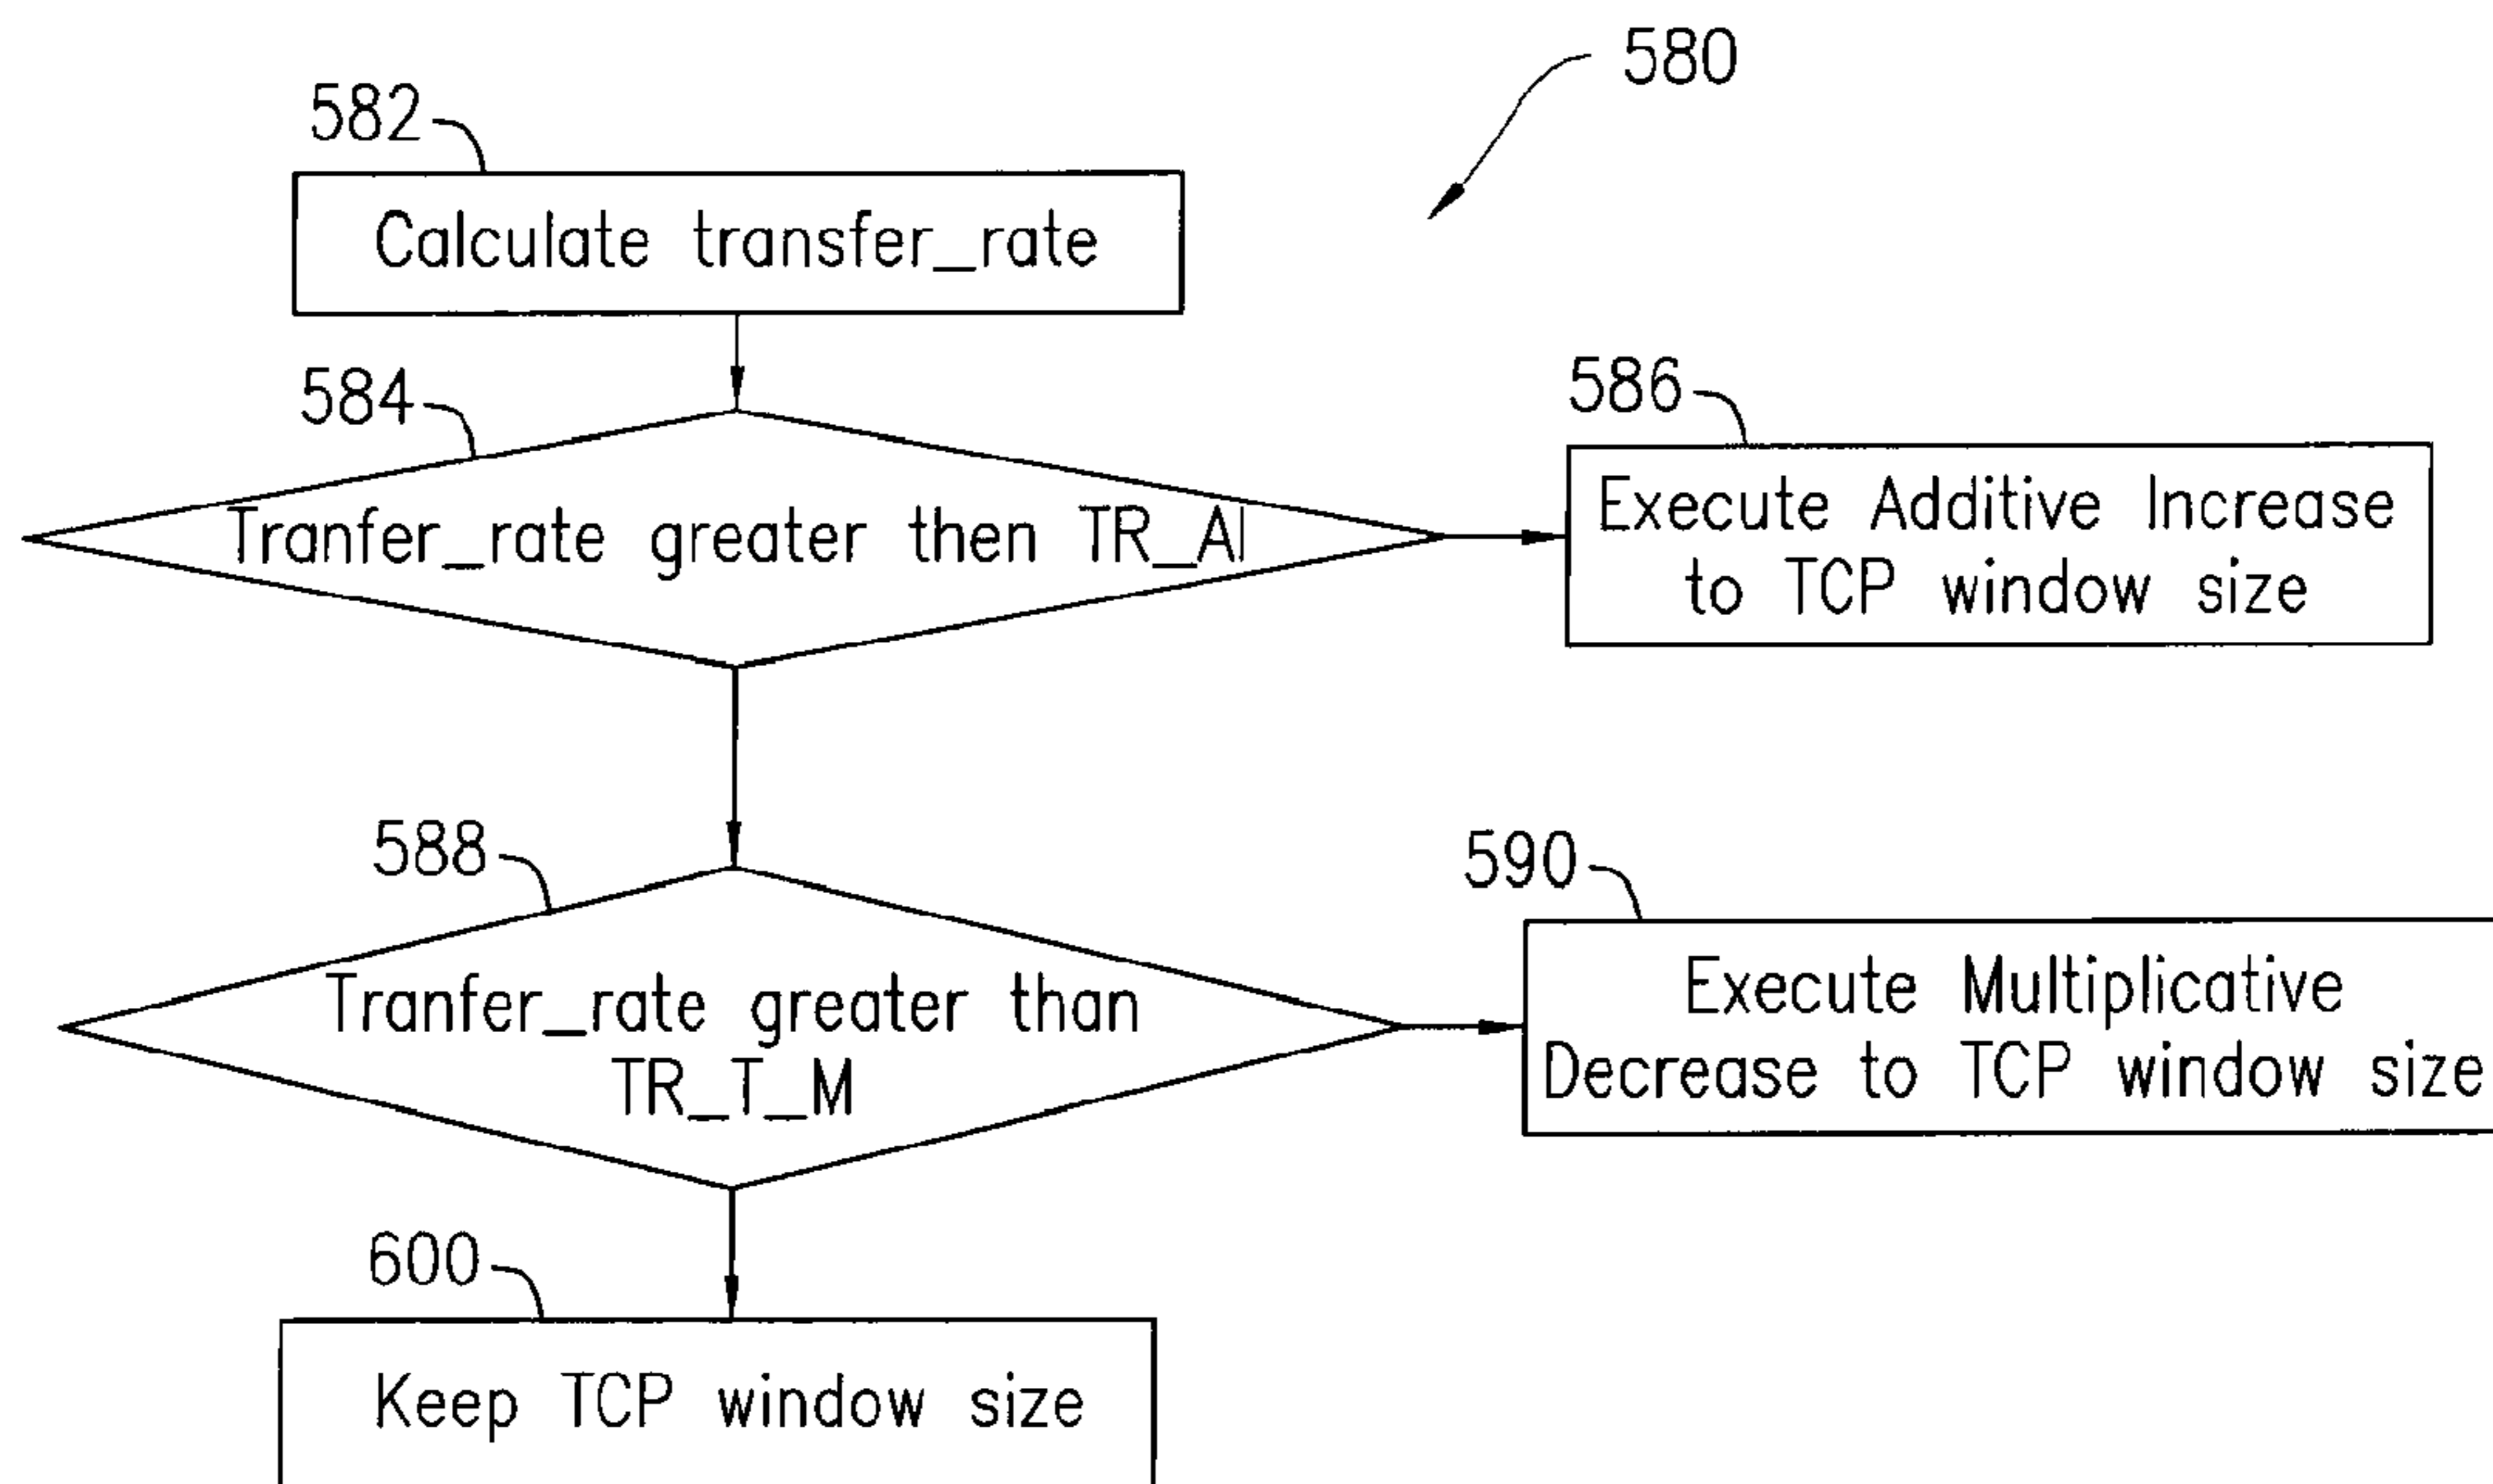 580
582
Calculate transfer_rate
584
Tranfer_rate greater then TR_AI
586
Execute Additive Increase
to TCP window size
588
Tranfer_rate greater than
TR_T_M
590
Execute Multiplicative
Decrease to TCP window size
600
Keep TCP window size